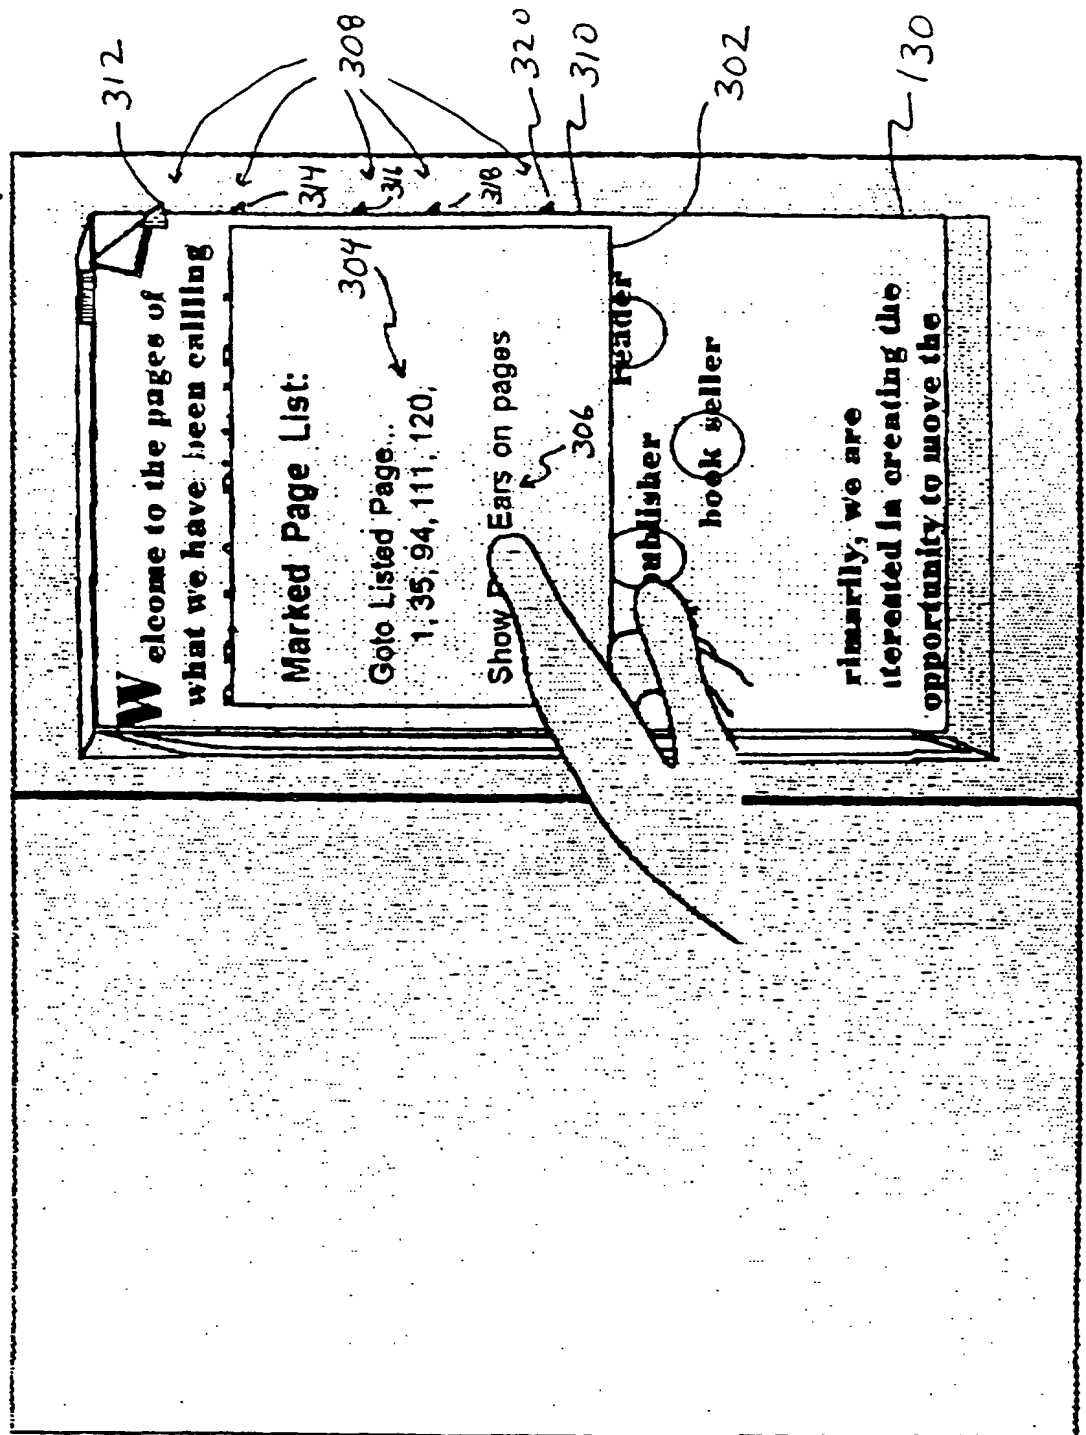 312
308
320
310
302
130
314
316
318
304
306
Welcome to the pages of
what we have been callling
Marked Page List:
Goto Listed Page...
1, 35, 94, 111, 120,
Show Ears on pages
reader
ublisher
book seller
rimarily, we are
terested in creating the
opportunity to move the